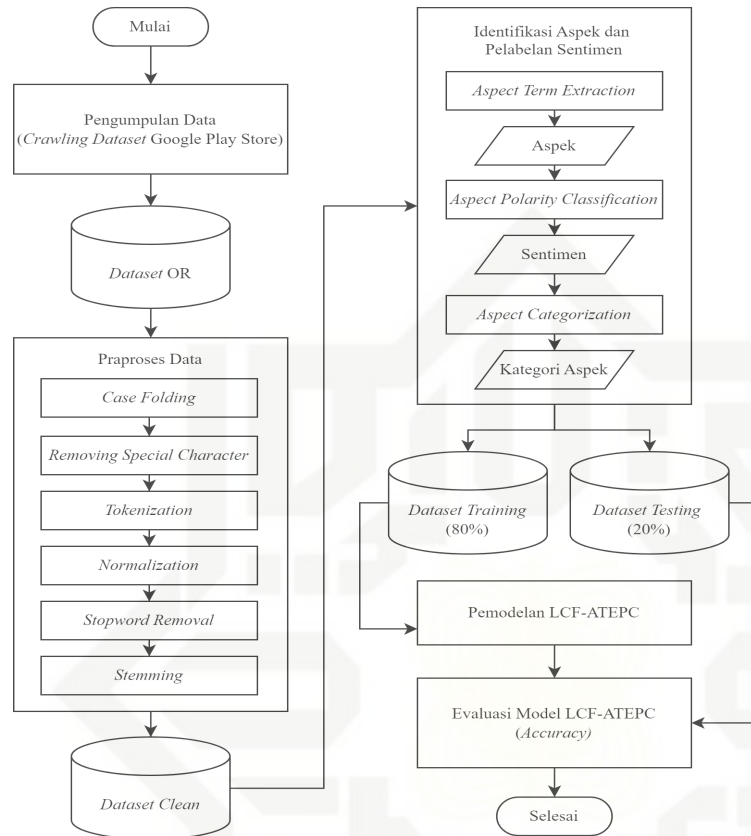 Mulai
Pengumpulan Data
(Crawling Dataset Google Play Store)
Dataset OR
Praproses Data
Case Folding
Removing Special Character
Tokenization
Normalization
Stopword Removal
Stemming
Dataset Clean
Identifikasi Aspek dan
Pelabelan Sentimen
Aspect Term Extraction
Aspek
Aspect Polarity Classification
Sentimen
Aspect Categorization
Kategori Aspek
Dataset Training
(80%)
Dataset Testing
(20%)
Pemodelan LCF-ATEPC
Evaluasi Model LCF-ATEPC
(Accuracy)
Selesai